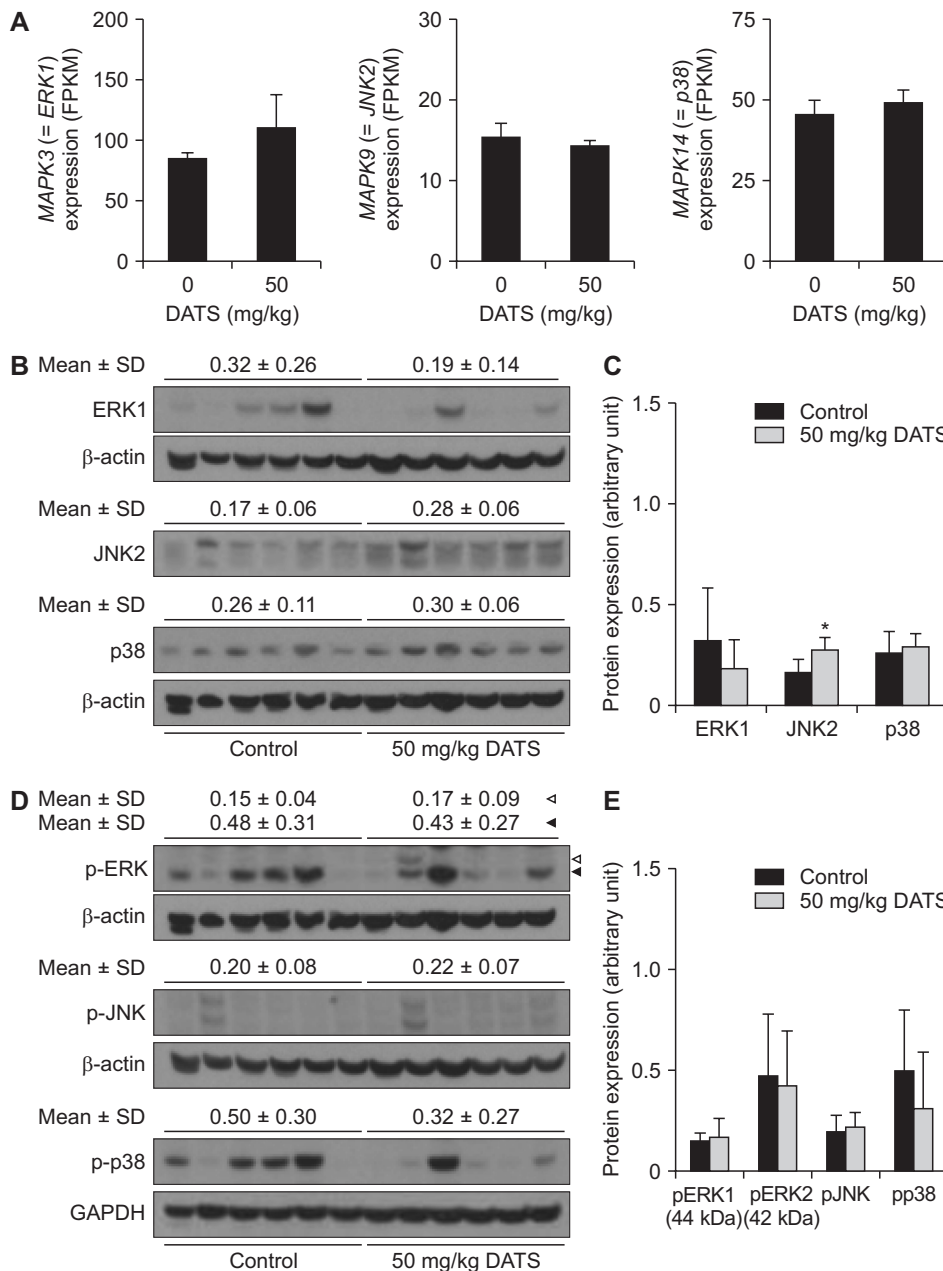 A
MAPK3 (= ERK1)
expression (FPKM)
200
150
100
50
0
0
50
DATS (mg/kg)
MAPK9 (= JNK2)
expression (FPKM)
30
15
0
0
50
DATS (mg/kg)
MAPK14 (= p38)
expression (FPKM)
75
50
25
0
0
50
DATS (mg/kg)
B
Mean ± SD 0.32 ± 0.26 0.19 ± 0.14
ERK1
β-actin
Mean ± SD 0.17 ± 0.06 0.28 ± 0.06
JNK2
Mean ± SD 0.26 ± 0.11 0.30 ± 0.06
p38
β-actin
Control 50 mg/kg DATS
C
Protein expression (arbitrary unit)
1.5
1.0
0.5
0
Control
50 mg/kg DATS
*
ERK1 JNK2 p38
D
Mean ± SD 0.15 ± 0.04 0.17 ± 0.09
Mean ± SD 0.48 ± 0.31 0.43 ± 0.27
p-ERK
β-actin
Mean ± SD 0.20 ± 0.08 0.22 ± 0.07
p-JNK
β-actin
Mean ± SD 0.50 ± 0.30 0.32 ± 0.27
p-p38
GAPDH
Control 50 mg/kg DATS
E
Protein expression (arbitrary unit)
1.5
1.0
0.5
0
Control
50 mg/kg DATS
pERK1 pERK2 pJNK pp38
(44 kDa) (42 kDa)